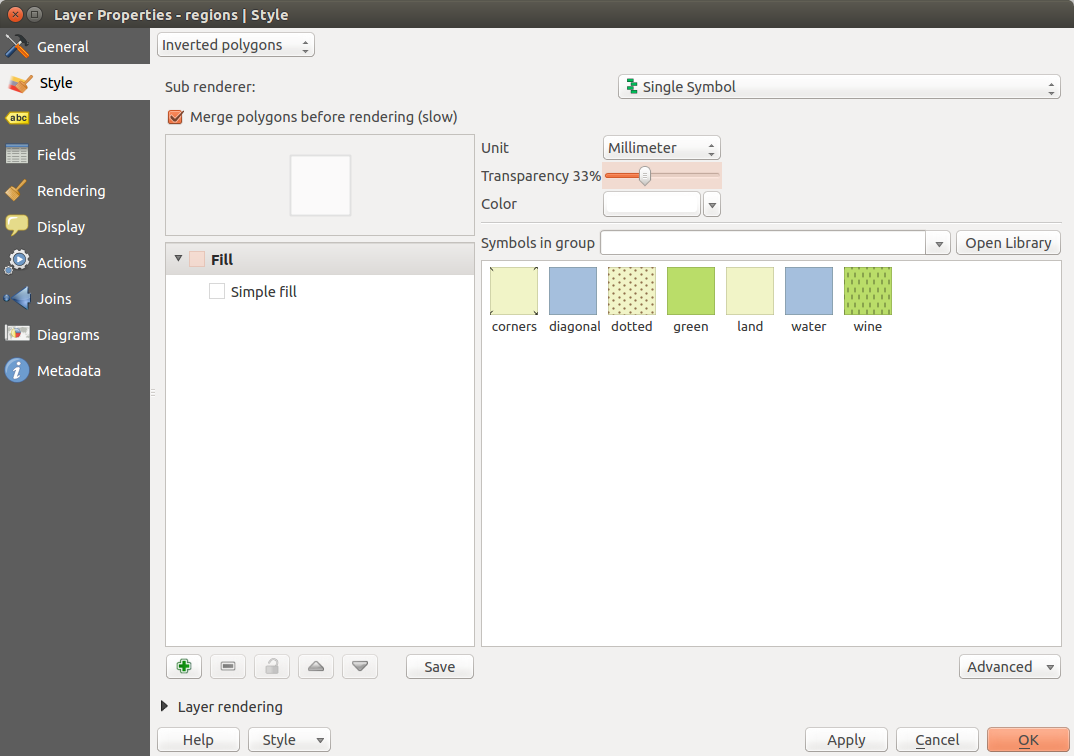 Layer Properties - regions | Style
General
Style
Labels
Fields
Rendering
Display
Actions
Joins
Diagrams
Metadata
Inverted polygons
Sub renderer:
Single Symbol
Merge polygons before rendering (slow)
Unit
Millimeter
Transparency 33%
Color
Symbols in group
Open Library
Fill
Simple fill
corners diagonal dotted green land water wine
Save
Advanced
Layer rendering
Help
Style
Apply
Cancel
OK
abc